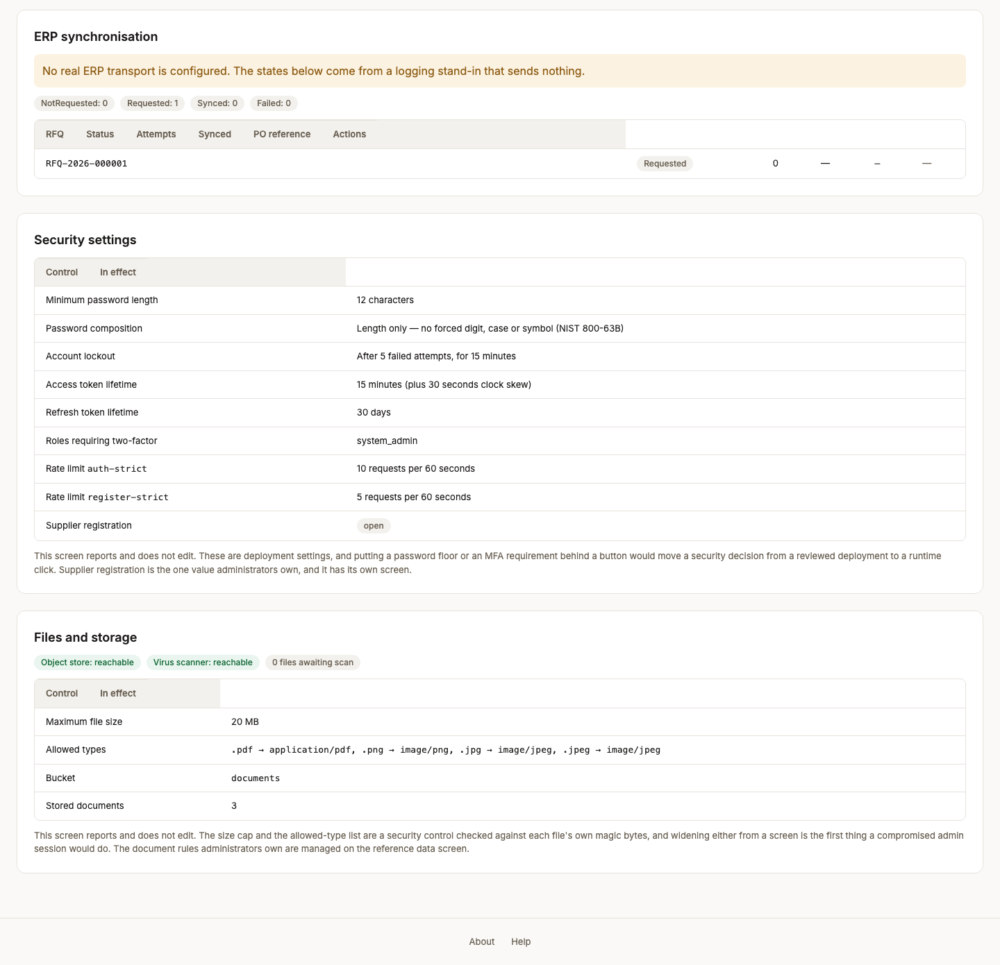 ERP synchronisation
No real ERP transport is configured. The states below come from a logging stand-in that sends nothing.
NotRequested: 0 Requested: 1 Synced: 0 Failed: 0
RFQ Status Attempts Synced PO reference Actions
RFQ-2026-000001 Requested 0 — – —
Security settings
Control In effect
Minimum password length 12 characters
Password composition Length only — no forced digit, case or symbol (NIST 800-63B)
Account lockout After 5 failed attempts, for 15 minutes
Access token lifetime 15 minutes (plus 30 seconds clock skew)
Refresh token lifetime 30 days
Roles requiring two-factor system_admin
Rate limit auth-strict 10 requests per 60 seconds
Rate limit register-strict 5 requests per 60 seconds
Supplier registration open
This screen reports and does not edit. These are deployment settings, and putting a password floor or an MFA requirement behind a button would move a security decision from a reviewed deployment to a runtime
click. Supplier registration is the one value administrators own, and it has its own screen.
Files and storage
Object store: reachable Virus scanner: reachable 0 files awaiting scan
Control In effect
Maximum file size 20 MB
Allowed types .pdf → application/pdf, .png → image/png, .jpg → image/jpeg, .jpeg → image/jpeg
Bucket documents
Stored documents 3
This screen reports and does not edit. The size cap and the allowed-type list are a security control checked against each file's own magic bytes, and widening either from a screen is the first thing a compromised admin
session would do. The document rules administrators own are managed on the reference data screen.
About Help